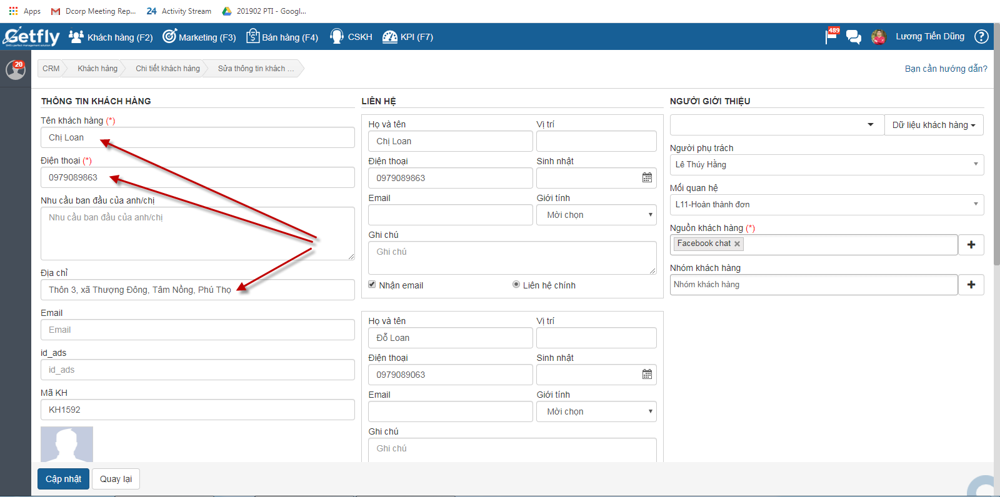 Apps
Dcorp Meeting Rep...
24 Activity Stream
201902 PTI - Googl...
Getfly
SME's perfect management solution
Khách hàng (F2)
Marketing (F3)
Bán hàng (F4)
CSKH
KPI (F7)
489
Lương Tiến Dũng
?
20
CRM
Khách hàng
Chi tiết khách hàng
Sửa thông tin khách ...
Bạn cần hướng dẫn?
THÔNG TIN KHÁCH HÀNG
Tên khách hàng (*)
Chị Loan
Điện thoại (*)
0979089863
Nhu cầu ban đầu của anh/chị
Nhu cầu ban đầu của anh/chị
Địa chỉ
Thôn 3, xã Thượng Đông, Tâm Nồng, Phú Thọ
Email
Email
id_ads
id_ads
Mã KH
KH1592
Cập nhật
Quay lại
LIÊN HỆ
Họ và tên
Vị trí
Chị Loan
Điện thoại
Sinh nhật
0979089863
Email
Giới tính
Mời chọn
Ghi chú
Ghi chú
Nhận email
Liên hệ chính
Họ và tên
Vị trí
Đỗ Loan
Điện thoại
Sinh nhật
0979089063
Email
Giới tính
Mời chọn
Ghi chú
Ghi chú
NGƯỜI GIỚI THIỆU
Dữ liệu khách hàng
Người phụ trách
Lê Thúy Hằng
Mối quan hệ
L11-Hoàn thành đơn
Nguồn khách hàng (*)
Facebook chat
Nhóm khách hàng
Nhóm khách hàng